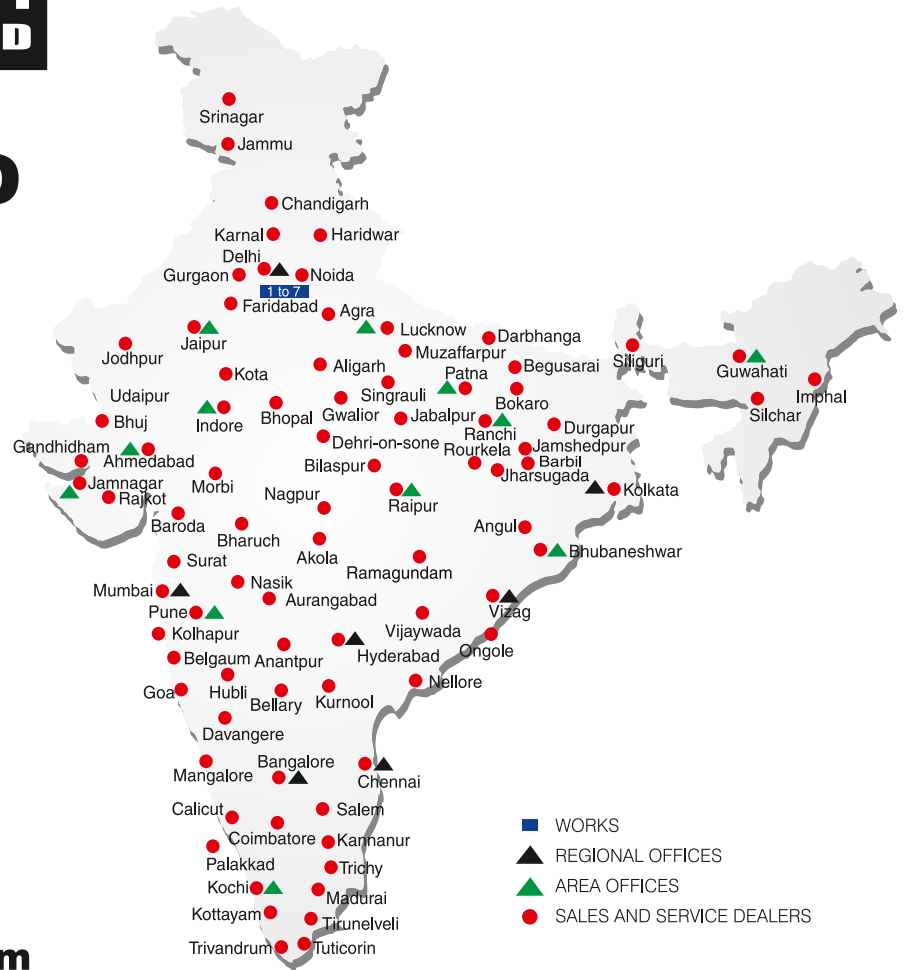 D
Srinagar
Jammu
Chandigarh
Karnal
Haridwar
Delhi
Gurgaon
Noida
1 to 7
Faridabad
Agra
Jaipur
Lucknow
Darbhanga
Jodhpur
Muzaffarpur
Siliguri
Guwahati
Aligarh
Begusarai
Kota
Patna
Singrauli
Imphal
Udaipur
Bokaro
Silchar
Bhopal
Gwalior
Jabalpur
Bhuj
Indore
Ranchi
Durgapur
Dehri-on-sone
Gandhidham
Rourkela
Jamshedpur
Ahmedabad
Bilaspur
Barbil
Jharsugada
Jamnagar
Morbi
Kolkata
Rajkot
Nagpur
Raipur
Baroda
Angul
Bharuch
Akola
Bhubaneshwar
Surat
Ramagundam
Nasik
Mumbai
Aurangabad
Pune
Vizag
Kolhapur
Vijaywada
Ongole
Belgaum
Anantpur
Hyderabad
Goa
Hubli
Nellore
Bellary
Kurnool
Davangere
Bangalore
Mangalore
Chennai
Calicut
Salem
Coimbatore
Kannanur
Palakkad
Trichy
Kochi
Madurai
Kottayam
Tirunelveli
Trivandrum
Tuticorin
WORKS
REGIONAL OFFICES
AREA OFFICES
SALES AND SERVICE DEALERS
m